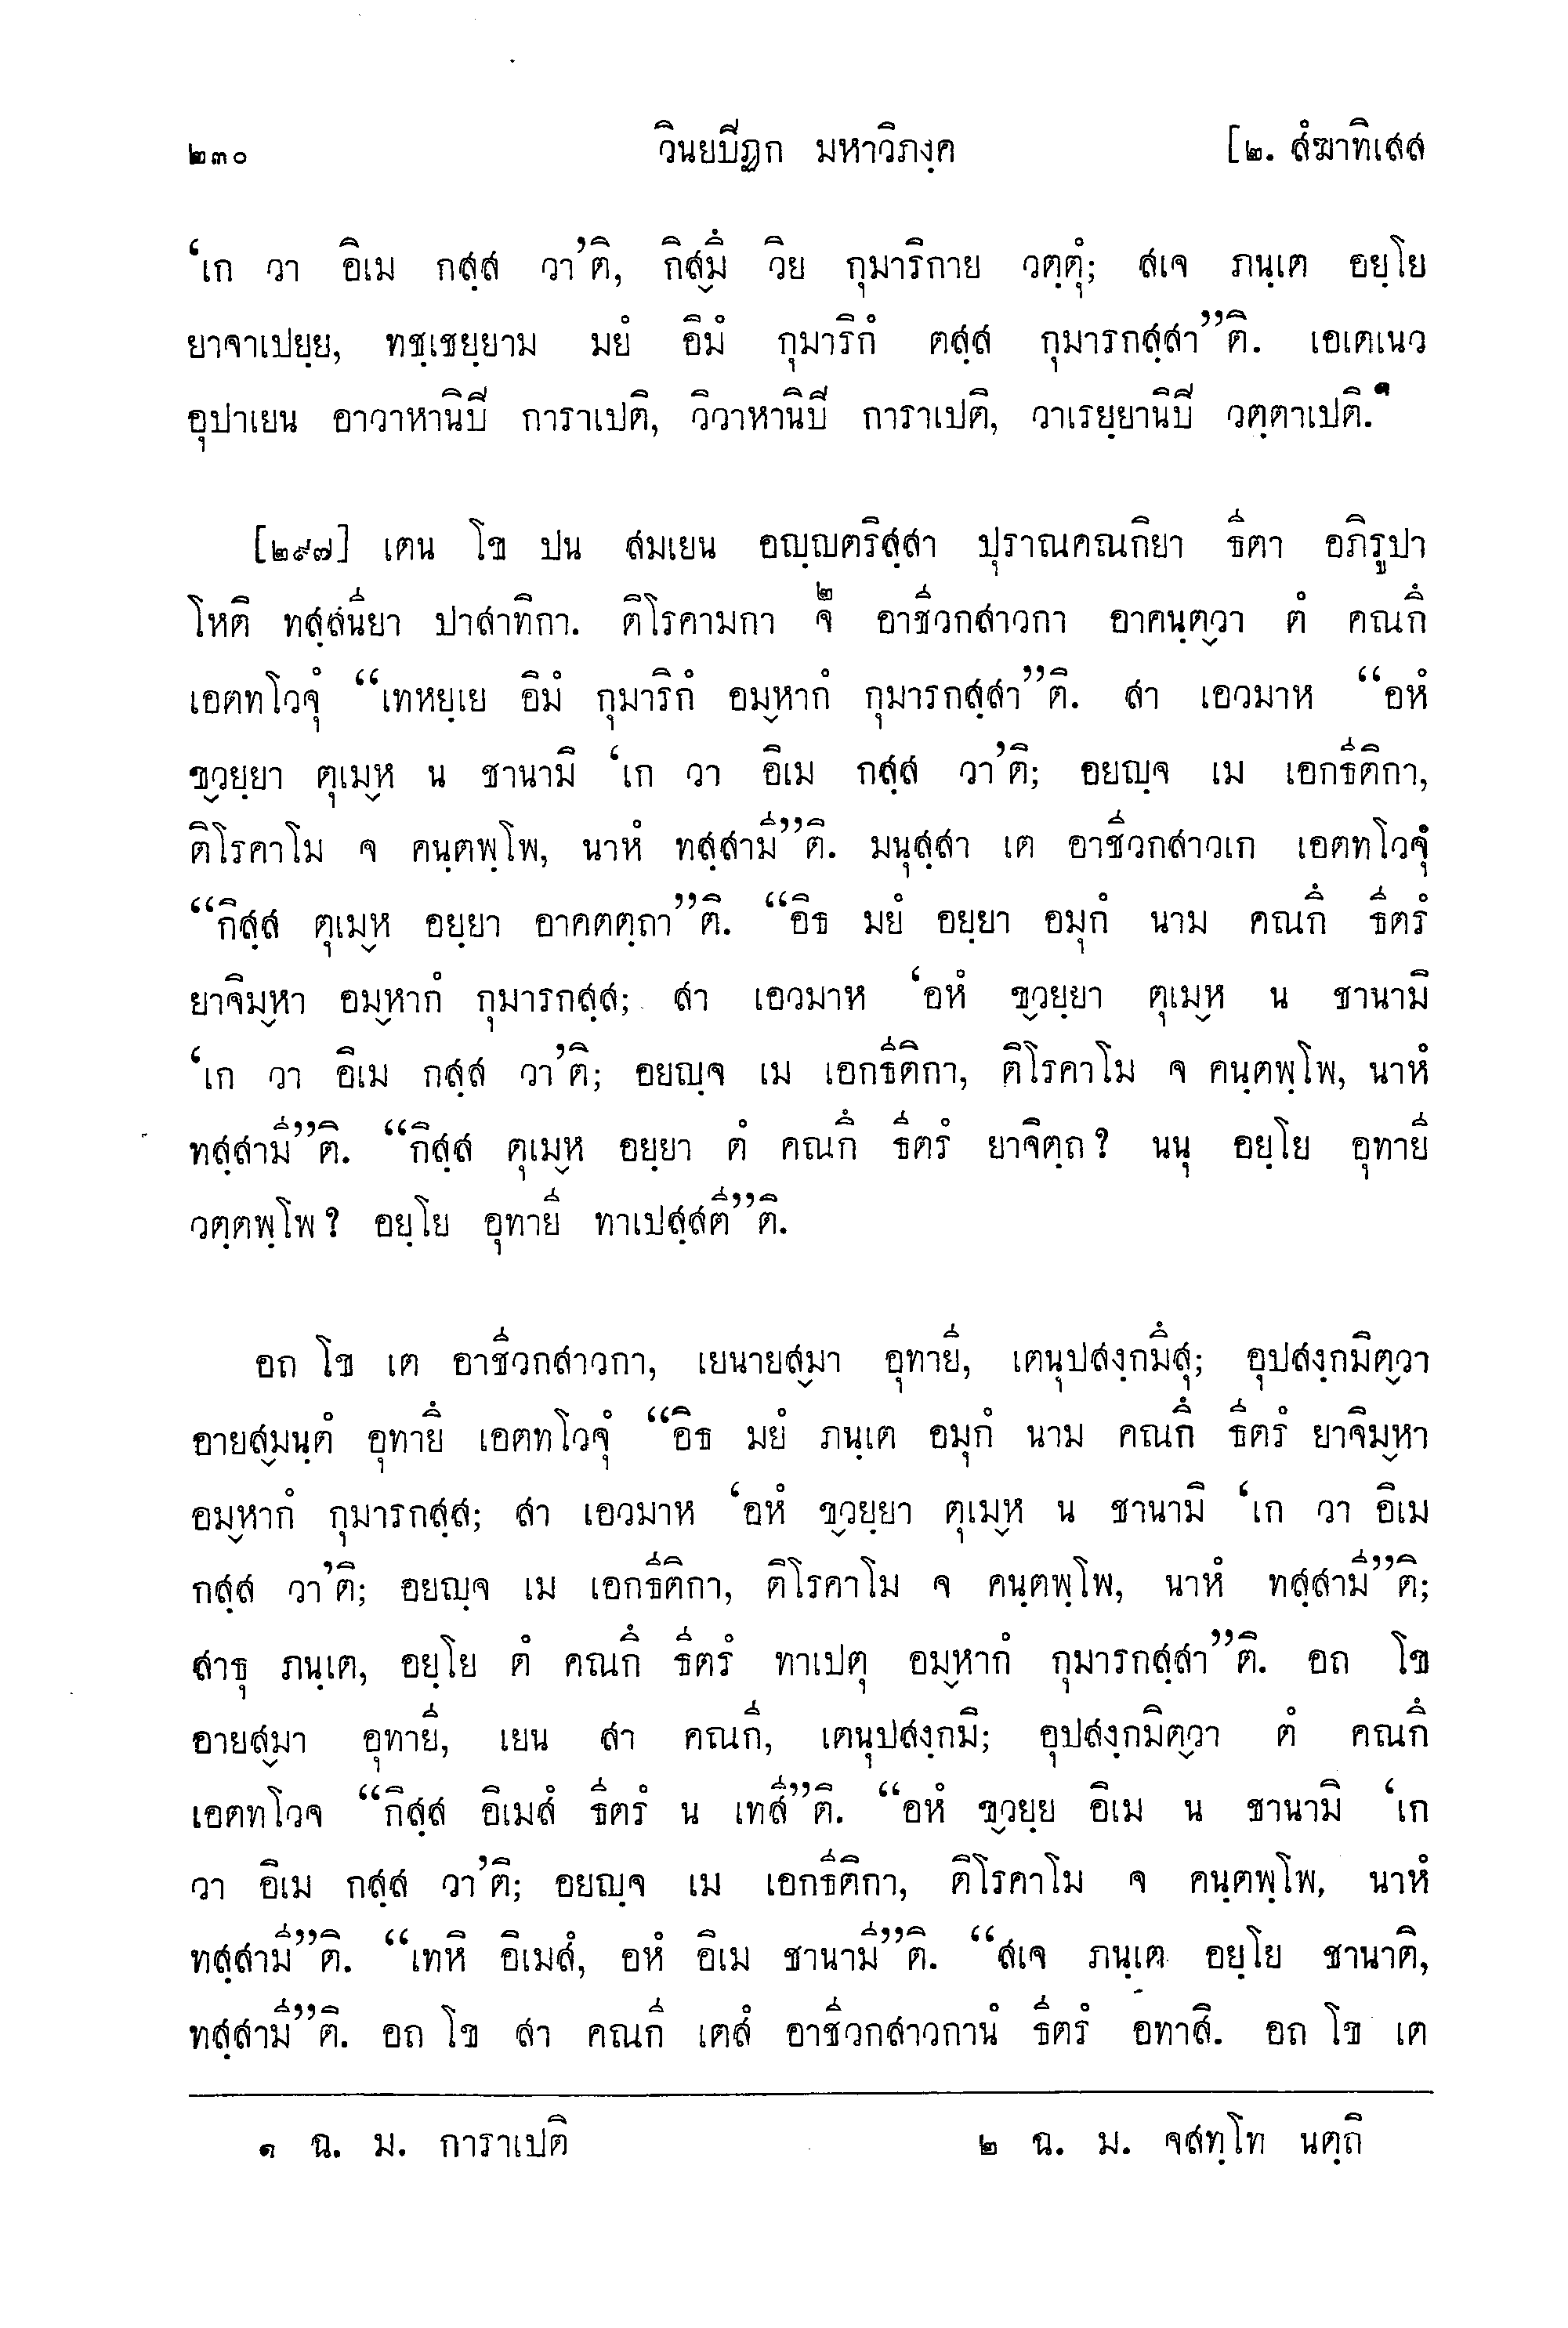 ๒๓๐ วินยปิฏก มหาวิภงฺค [๒. สํฆาทิเสส
‘เก วา อิเม กสฺส วา’ติ, กิสฺมึ วิย กุมาริกาย วตฺตุํ; สเจ ภนฺเต อยฺโย
ยาจาเปยฺย, ทชฺเชยฺยาม มยํ อิมํ กุมาริกํ ตสฺส กุมารกสฺสา”ติ. เอเตเนว
อุปาเยน อาวาหานิปิ การาเปติ, วิวาหานิปิ การาเปติ, วาเรยฺยานิปิ วตฺตาเปติ.๑
[๒๙๗] เตน โข ปน สมเยน อญฺญตริสฺสา ปุราณคณกิยา ธีตา อภิรูปา
โหติ ทสฺสนียา ปาสาทิกา. ติโรคามกา จ๒ อาชีวกสาวกา อาคนฺตฺวา ตํ คณกึ
เอตทโวจุํ “เทหยฺเย อิมํ กุมาริกํ อมฺหากํ กุมารกสฺสา”ติ. สา เอวมาห “อหํ
ขฺวยฺยา ตุเมฺห น ชานามิ ‘เก วา อิเม กสฺส วา’ติ; อยญฺจ เม เอกธีติกา,
ติโรคาโม จ คนฺตพฺโพ, นาหํ ทสฺสามี”ติ. มนุสฺสา เต อาชีวกสาวเก เอตทโวจุํ
“กิสฺส ตุเมฺห อยฺยา อาคตตฺถา”ติ. “อิธ มยํ อยฺยา อมุกํ นาม คณกึ ธีตรํ
ยาจิมฺหา อมฺหากํ กุมารกสฺส; สา เอวมาห ‘อหํ ขฺวยฺยา ตุเมฺห น ชานามิ
‘เก วา อิเม กสฺส วา’ติ; อยญฺจ เม เอกธีติกา, ติโรคาโม จ คนฺตพฺโพ, นาหํ
ทสฺสามี”ติ. “กิสฺส ตุเมฺห อยฺยา ตํ คณกึ ธีตรํ ยาจิตฺถ? นนุ อยฺโย อุทายี
วตฺตพฺโพ? อยฺโย อุทายี ทาเปสฺสตี”ติ.
อถ โข เต อาชีวกสาวกา, เยนายสฺมา อุทายี, เตนุปสงฺกมึสุ; อุปสงฺกมิตฺวา
อายสฺมนฺตํ อุทายึ เอตทโวจุํ “อิธ มยํ ภนฺเต อมุกํ นาม คณกึ ธีตรํ ยาจิมฺหา
อมฺหากํ กุมารกสฺส; สา เอวมาห ‘อหํ ขฺวยฺยา ตุเมฺห น ชานามิ ‘เก วา อิเม
กสฺส วา’ติ; อยญฺจ เม เอกธีติกา, ติโรคาโม จ คนฺตพฺโพ, นาหํ ทสฺสามี”ติ;
สาธุ ภนฺเต, อยฺโย ตํ คณกึ ธีตรํ ทาเปตุ อมฺหากํ กุมารกสฺสา”ติ. อถ โข
อายสฺมา อุทายี, เยน สา คณกี, เตนุปสงฺกมิ; อุปสงฺกมิตฺวา ตํ คณกึ
เอตทโวจ “กิสฺส อิเมสํ ธีตรํ น เทสี”ติ. “อหํ ขฺวยฺย อิเม น ชานามิ ‘เก
วา อิเม กสฺส วา’ติ; อยญฺจ เม เอกธีติกา, ติโรคาโม จ คนฺตพฺโพ, นาหํ
ทสฺสามี”ติ. “เทหิ อิเมสํ, อหํ อิเม ชานามี”ติ. “สเจ ภนฺเต อยฺโย ชานาติ,
ทสฺสามี”ติ. อถ โข สา คณกี เตสํ อาชีวกสาวกานํ ธีตรํ อทาสิ. อถ โข เต
๑ ฉ. ม. การาเปติ ๒ ฉ. ม. จสทฺโท นตฺถิ